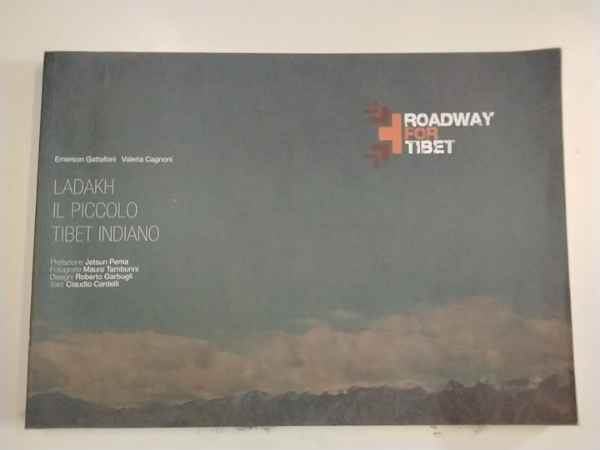 ROADWAY
FOR
TIBET
Emerson Gattafoni Valeria Cagnoni
LADAKH
IL PICCOLO
TIBET INDIANO
Prefazione Jetsun Pema
Fotografie Mauro Tamburini
Disegni Roberto Garbugli
Testi Claudio Cardelli